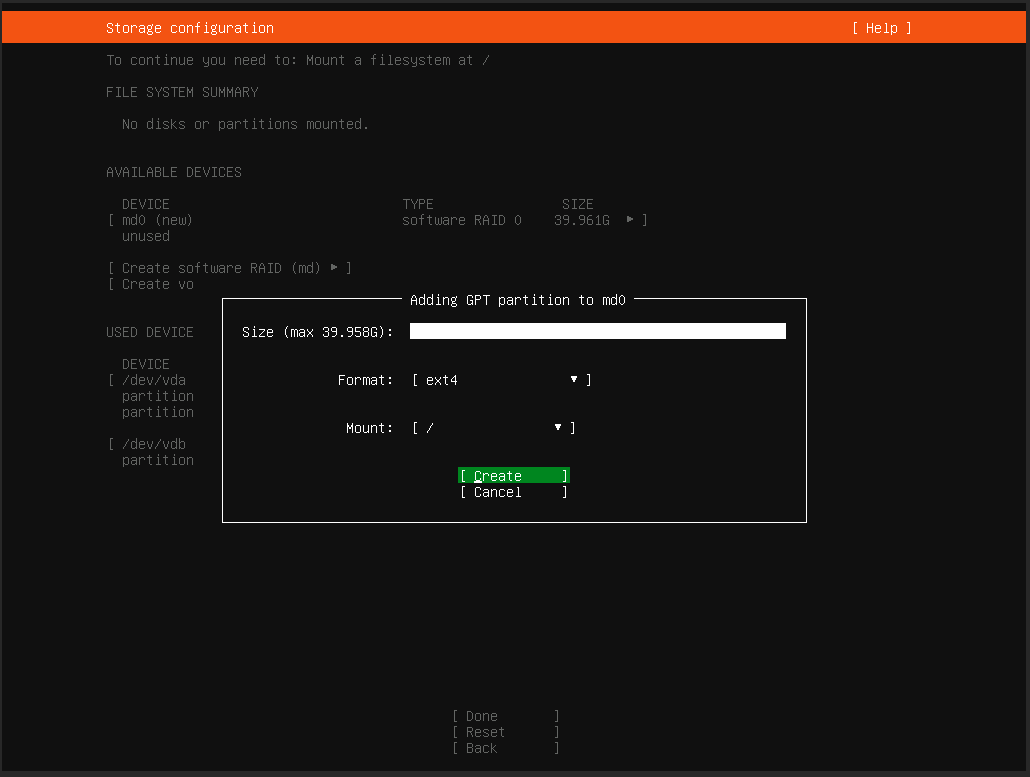 Storage configuration [ Help ]
To continue you need to: Mount a filesystem at /
FILE SYSTEM SUMMARY
No disks or partitions mounted.
AVAILABLE DEVICES
DEVICE TYPE SIZE
[ md0 (new) software RAID 0 39.961G ▸ ]
unused
[ Create software RAID (md) ▸ ]
[ Create vo
Adding GPT partition to md0
USED DEVICE
Size (max 39.958G):
DEVICE
[ /dev/vda
Format: [ ext4 ▾ ]
partition
partition
Mount: [ / ▾ ]
[ /dev/vdb
partition
[ Create ]
[ Cancel ]
[ Done ]
[ Reset ]
[ Back ]